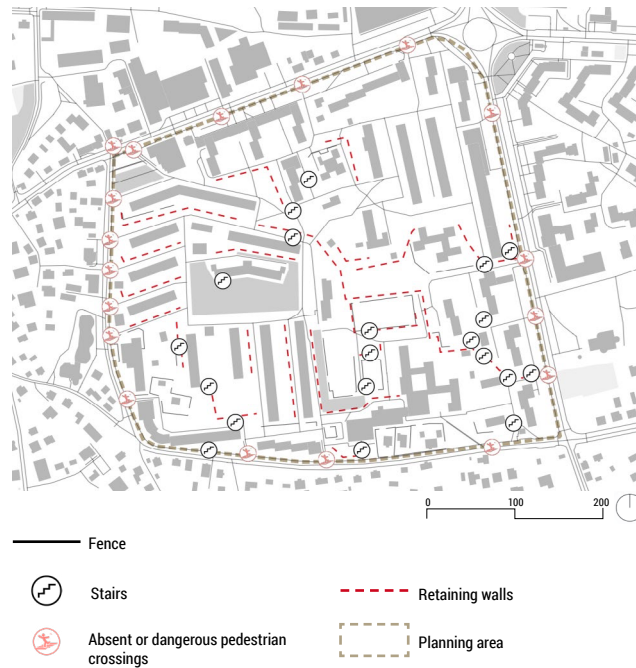 0 100 200
Fence
Stairs
Retaining walls
Absent or dangerous pedestrian
crossings
Planning area